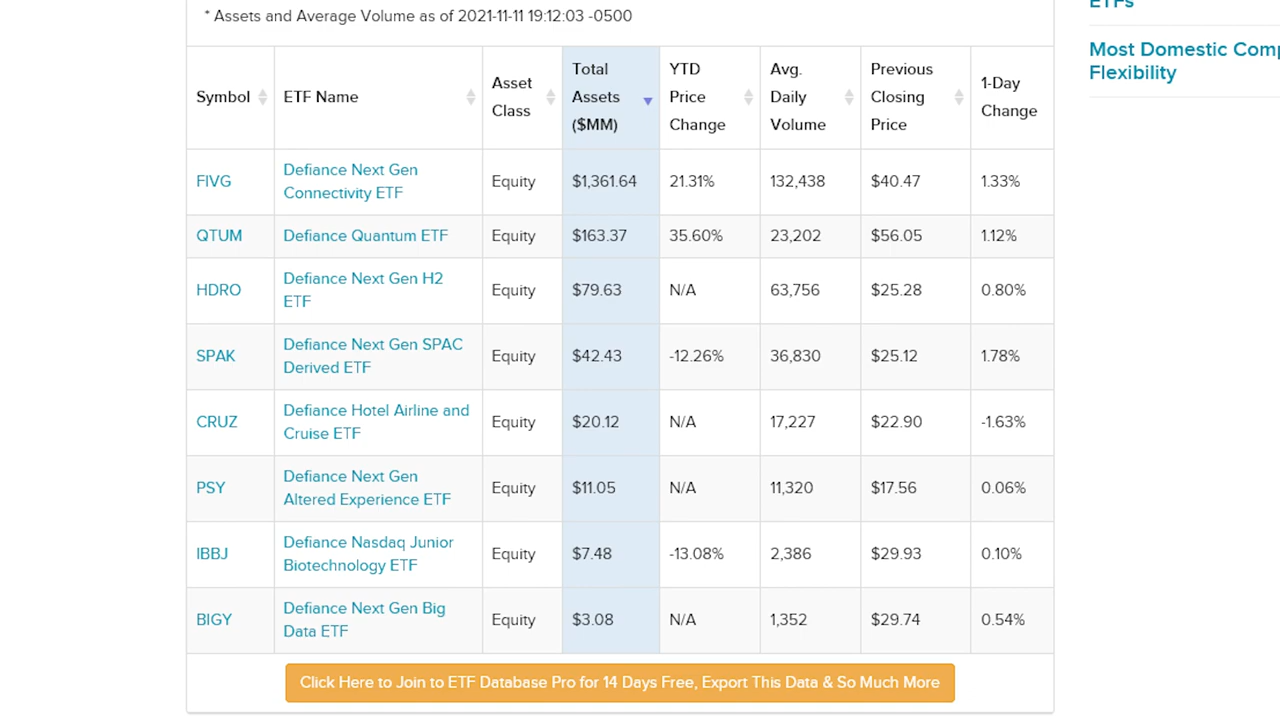 * Assets and Average Volume as of 2021-11-11 19:12:03 -0500
ETFs
Most Domestic Comp
Flexibility
Symbol
ETF Name
Asset
Class
Total
Assets
($MM)
YTD
Price
Change
Avg.
Daily
Volume
Previous
Closing
Price
1-Day
Change
FIVG
Defiance Next Gen
Connectivity ETF
Equity
$1,361.64
21.31%
132,438
$40.47
1.33%
QTUM
Defiance Quantum ETF
Equity
$163.37
35.60%
23,202
$56.05
1.12%
HDRO
Defiance Next Gen H2
ETF
Equity
$79.63
N/A
63,756
$25.28
0.80%
SPAK
Defiance Next Gen SPAC
Derived ETF
Equity
$42.43
-12.26%
36,830
$25.12
1.78%
CRUZ
Defiance Hotel Airline and
Cruise ETF
Equity
$20.12
N/A
17,227
$22.90
-1.63%
PSY
Defiance Next Gen
Altered Experience ETF
Equity
$11.05
N/A
11,320
$17.56
0.06%
IBBJ
Defiance Nasdaq Junior
Biotechnology ETF
Equity
$7.48
-13.08%
2,386
$29.93
0.10%
BIGY
Defiance Next Gen Big
Data ETF
Equity
$3.08
N/A
1,352
$29.74
0.54%
Click Here to Join to ETF Database Pro for 14 Days Free, Export This Data & So Much More